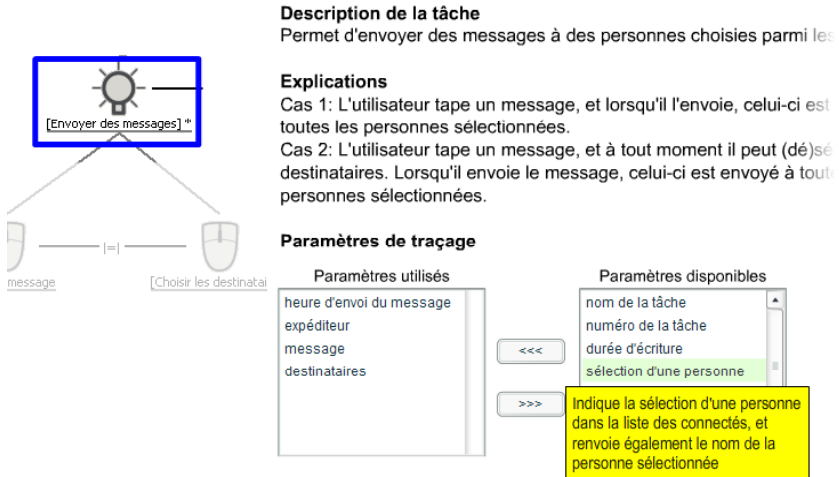 Description de la tâche
Permet d'envoyer des messages à des personnes choisies parmi les
Explications
Cas 1: L'utilisateur tape un message, et lorsqu'il l'envoie, celui-ci est
toutes les personnes sélectionnées.
Cas 2: L'utilisateur tape un message, et à tout moment il peut (dé)sé
destinataires. Lorsqu'il envoie le message, celui-ci est envoyé à toute
personnes sélectionnées.
[Envoyer des messages] *
|=|
message
[Choisir les destinatai
Paramètres de traçage
Paramètres utilisés
heure d'envoi du message
expéditeur
message
destinataires
<<<
>>>
Paramètres disponibles
nom de la tâche
numéro de la tâche
durée d'écriture
sélection d'une personne
Indique la sélection d'une personne
dans la liste des connectés, et
renvoie également le nom de la
personne sélectionnée